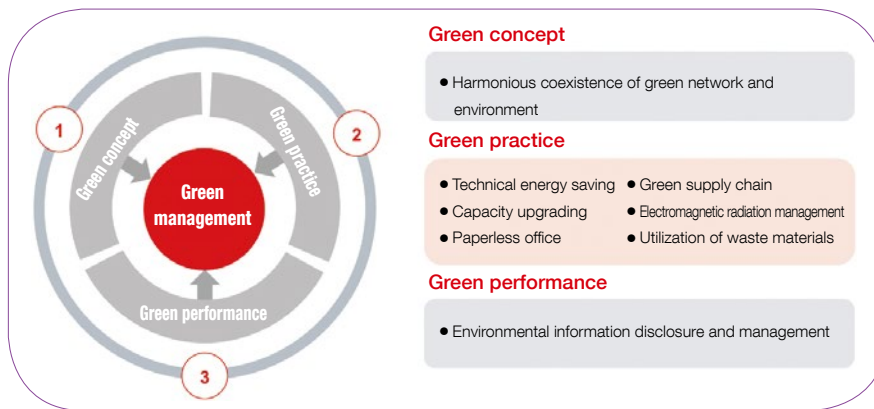 1
2
3
Green concept
Green practice
Green performance
Green
management
Green concept
● Harmonious coexistence of green network and
environment
Green practice
● Technical energy saving
● Capacity upgrading
● Paperless office
● Green supply chain
● Electromagnetic radiation management
● Utilization of waste materials
Green performance
● Environmental information disclosure and management